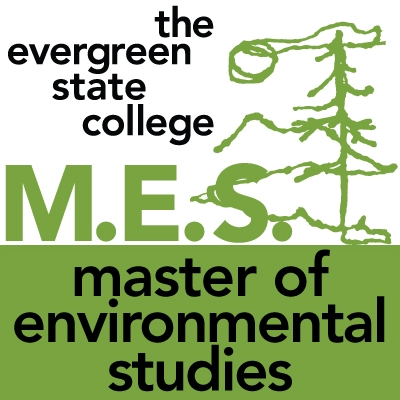 the
evergreen
state
college
M.E.S.
master of
environmental
studies